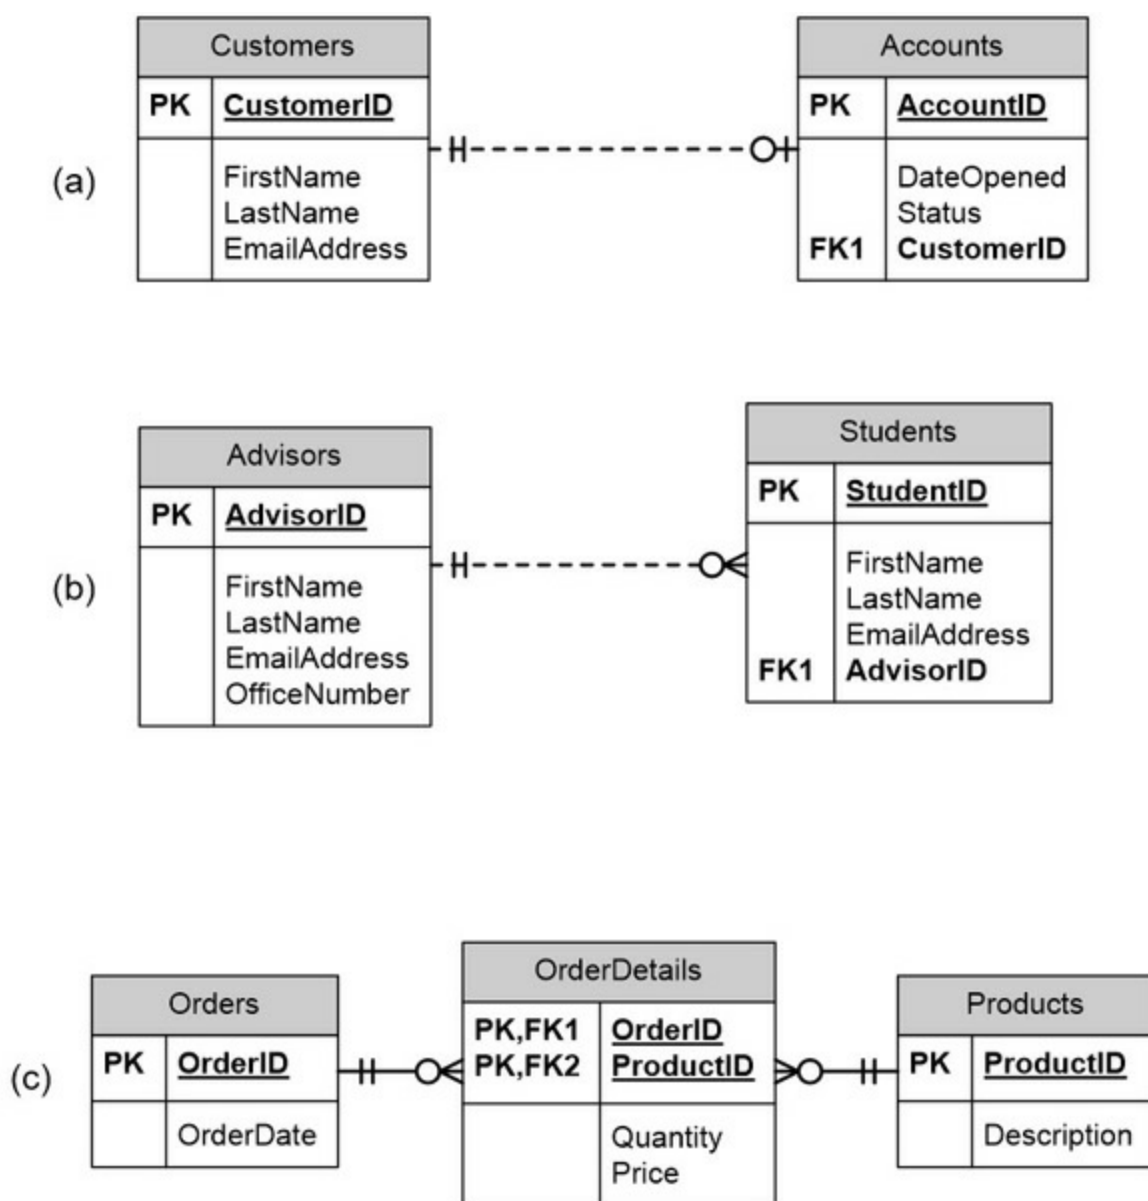 Customers
PK CustomerID
FirstName
LastName
EmailAddress
Accounts
PK AccountID
DateOpened
Status
FK1 CustomerID
(a)
Advisors
PK AdvisorID
FirstName
LastName
EmailAddress
OfficeNumber
Students
PK StudentID
FirstName
LastName
EmailAddress
FK1 AdvisorID
(b)
Orders
PK OrderID
OrderDate
OrderDetails
PK,FK1 OrderID
PK,FK2 ProductID
Quantity
Price
Products
PK ProductID
Description
(c)